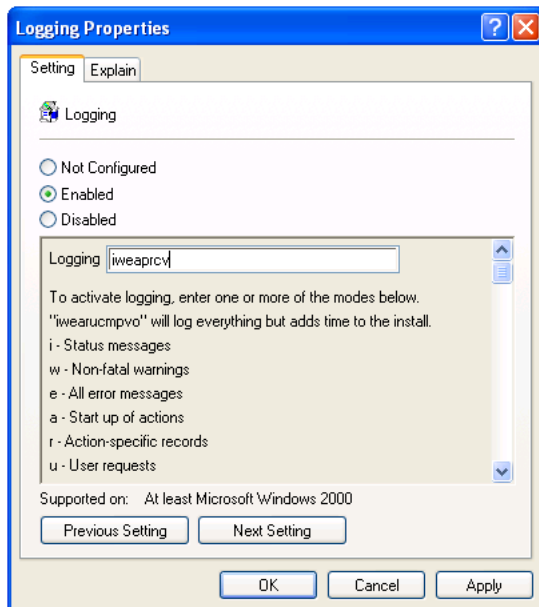 Logging Properties
Setting
Explain
Logging
Not Configured
Enabled
Disabled
Logging iweaprcv
To activate logging, enter one or more of the modes below.
"iwearucmpvo" will log everything but adds time to the install.
i - Status messages
w - Non-fatal warnings
e - All error messages
a - Start up of actions
r - Action-specific records
u - User requests
Supported on: At least Microsoft Windows 2000
Previous Setting
Next Setting
OK
Cancel
Apply